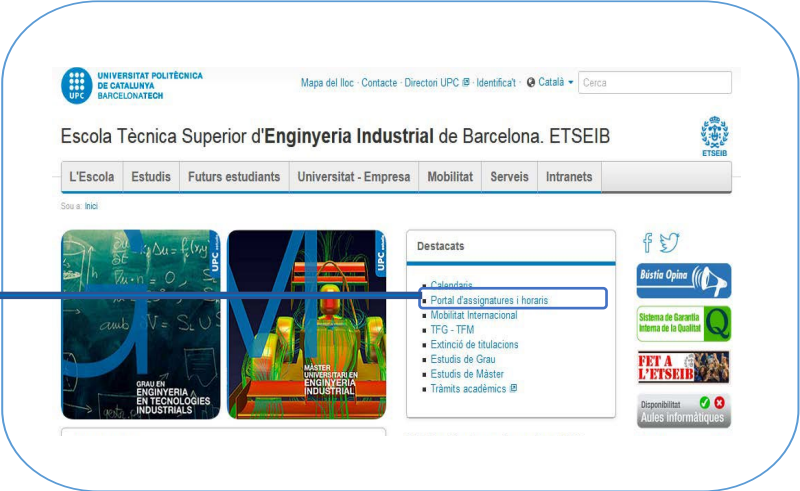 UNIVERSITAT POLITÈCNICA
DE CATALUNYA
BARCELONATECH
UPC
Mapa del lloc · Contacte · Directori UPC · Identifica't · Català
Cerca
Escola Tècnica Superior d'Enginyeria Industrial de Barcelona. ETSEIB
ETSEIB
L'Escola Estudis Futurs estudiants Universitat - Empresa Mobilitat Serveis Intranets
Sou a: Inici
UPC
GRAU EN
ENGINYERIA
EN TECNOLOGIES
INDUSTRIALS
UPC
MÀSTER
UNIVERSITARI EN
ENGINYERIA
INDUSTRIAL
Destacats
Calendaris
Portal d'assignatures i horaris
Mobilitat Internacional
TFG - TFM
Extinció de titulacions
Estudis de Grau
Estudis de Màster
Tràmits acadèmics
Bústia Opina
Sistema de Garantia
Interna de la Qualitat
Q
FET A
L'ETSEIB
Disponibilitat
Aules informàtiques